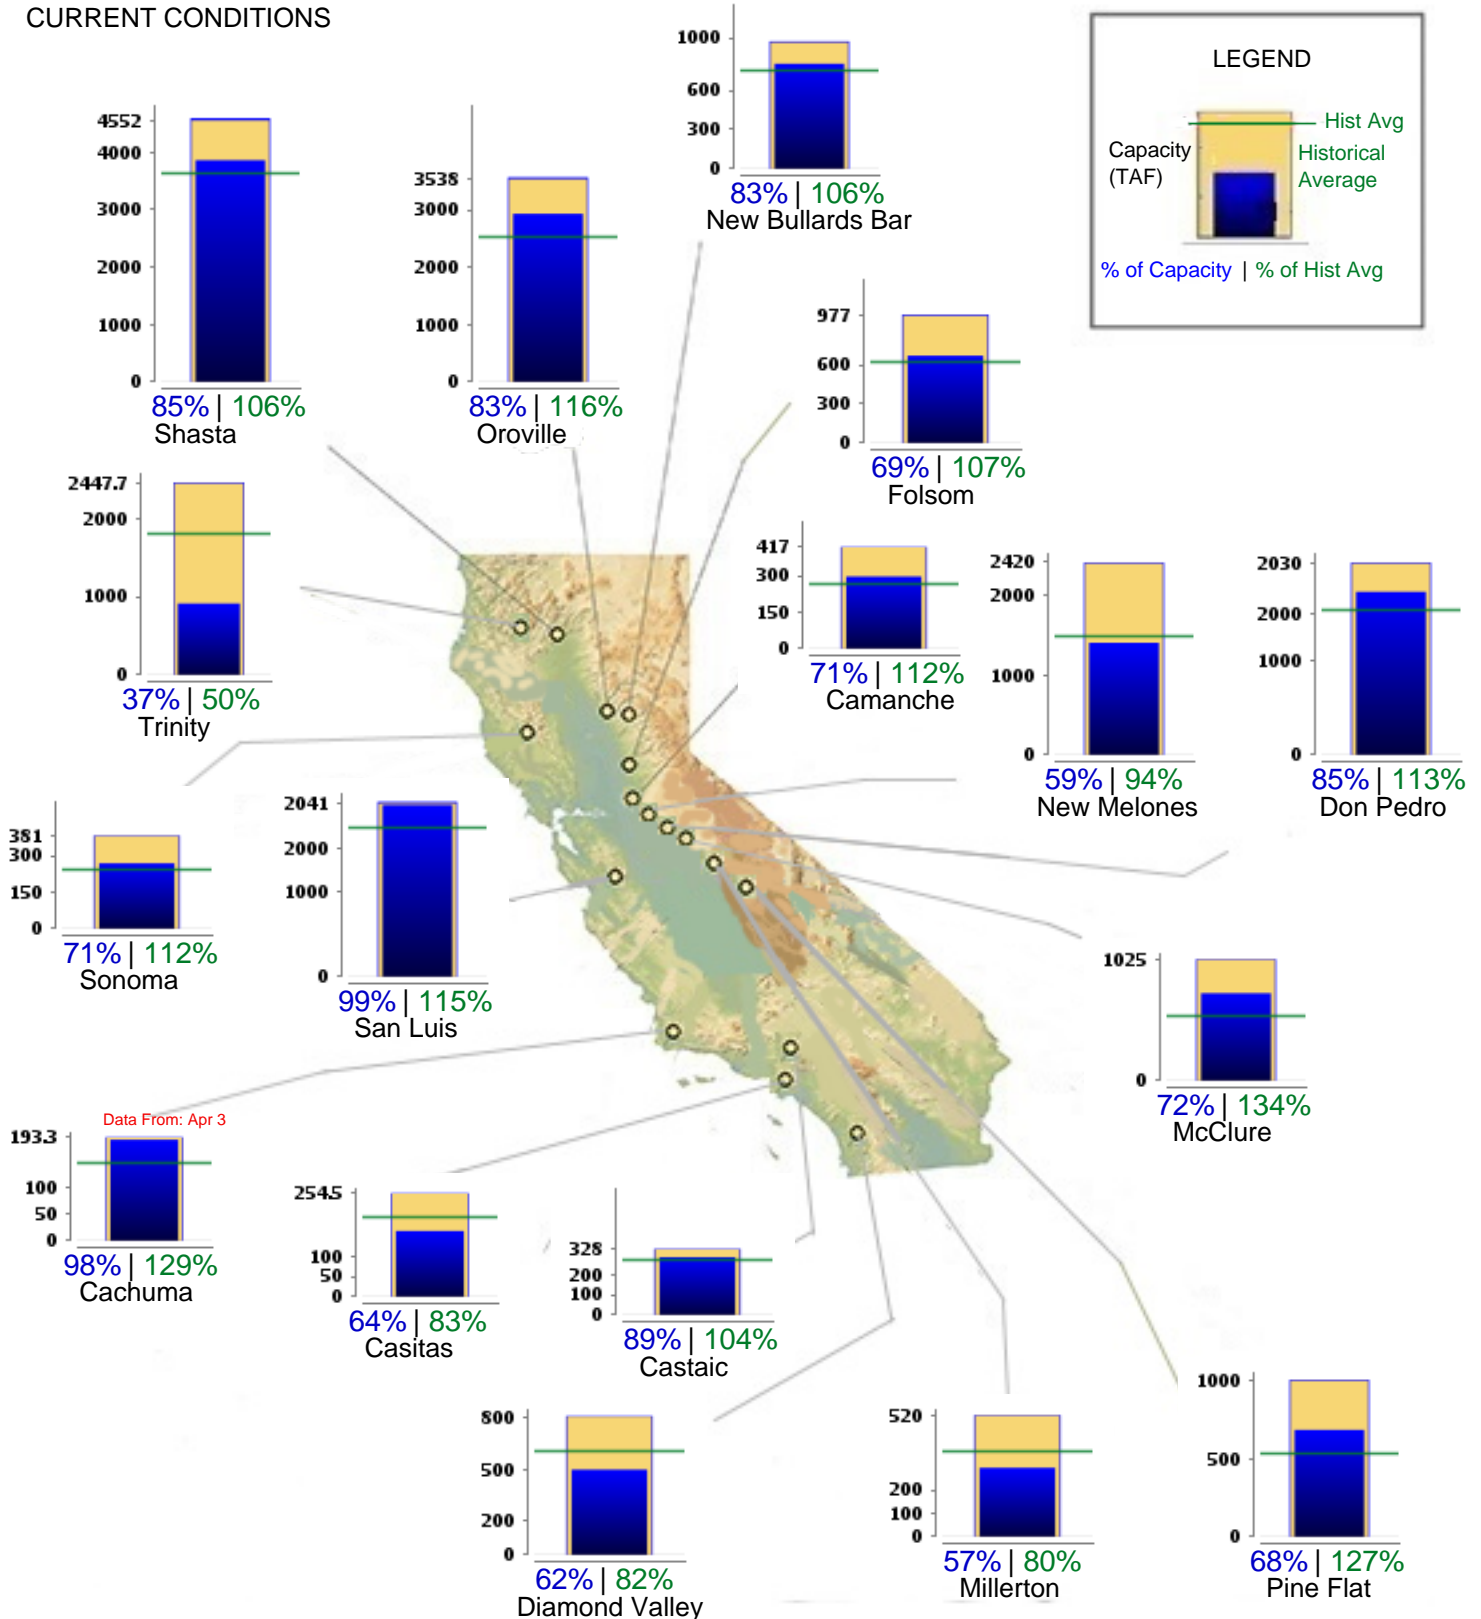 CURRENT CONDITIONS
1000
600
300
0
83% | 106%
New Bullards Bar
LEGEND
Hist Avg
Capacity
(TAF)
Historical
Average
% of Capacity | % of Hist Avg
4552
4000
3000
2000
1000
0
85% | 106%
Shasta
3538
3000
2000
1000
0
83% | 116%
Oroville
977
600
300
0
69% | 107%
Folsom
2447.7
2000
1000
0
37% | 50%
Trinity
417
300
150
0
71% | 112%
Camanche
2420
2000
1000
0
59% | 94%
New Melones
2030
2000
1000
0
85% | 113%
Don Pedro
381
300
150
0
71% | 112%
Sonoma
2041
2000
1000
0
99% | 115%
San Luis
1025
0
72% | 134%
McClure
Data From: Apr 3
193.3
100
50
0
98% | 129%
Cachuma
254.5
100
50
0
64% | 83%
Casitas
328
200
100
0
89% | 104%
Castaic
800
500
200
0
62% | 82%
Diamond Valley
520
200
100
0
57% | 80%
Millerton
1000
500
0
68% | 127%
Pine Flat